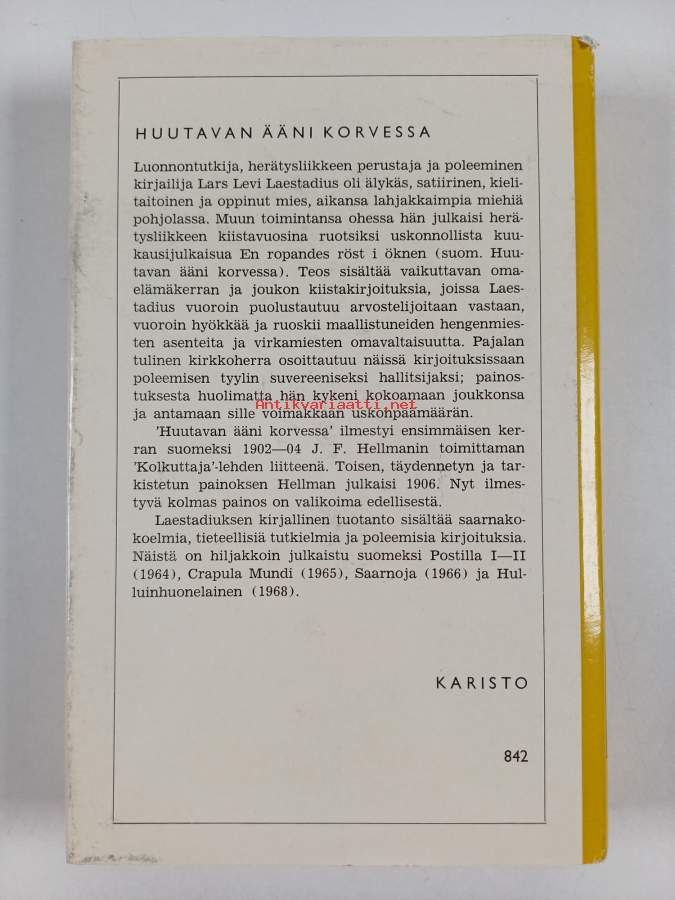 HUUTAVAN ÄÄNI KORVESSA
Luonnontutkija, herätysliikkeen perustaja ja poleeminen
kirjailija Lars Levi Laestadius oli älykäs, satiirinen, kieli-
taitoinen ja oppinut mies, aikansa lahjakkaimpia miehiä
pohjolassa. Muun toimintansa ohessa hän julkaisi herä-
tysliikkeen kiistavuosina ruotsiksi uskonnollista kuu-
kausijulkaisua En ropandes röst i öknen (suom. Huu-
tavan ääni korvessa). Teos sisältää vaikuttavan oma-
elämäkerran ja joukon kiistakirjoituksia, joissa Laes-
tadius vuoroin puolustautuu arvostelijoitaan vastaan,
vuoroin hyökkää ja ruoskii maallistuneiden hengenmies-
ten asenteita ja virkamiesten omavaltaisuutta. Pajalan
tulinen kirkkoherra osoittautuu näissä kirjoituksissaan
poleemisen tyylin suvereeniseksi hallitsijaksi; painos-
tuksesta huolimatta hän kykeni kokoamaan joukkonsa
Antikvariaatti.net
ja antamaan sille voimakkaan uskonpäämäärän.
'Huutavan ääni korvessa' ilmestyi ensimmäisen ker-
ran suomeksi 1902—04 J. F. Hellmanin toimittaman
'Kolkuttaja'-lehden liitteenä. Toisen, täydennetyn ja tar-
kistetun painoksen Hellman julkaisi 1906. Nyt ilmes-
tyvä kolmas painos on valikoima edellisestä.
Laestadiuksen kirjallinen tuotanto sisältää saarnako-
koelmia, tieteellisiä tutkielmia ja poleemisia kirjoituksia.
Näistä on hiljakkoin julkaistu suomeksi Postilla I—II
(1964), Crapula Mundi (1965), Saarnoja (1966) ja Hul-
luinhuonelainen (1968).
KARISTO
842